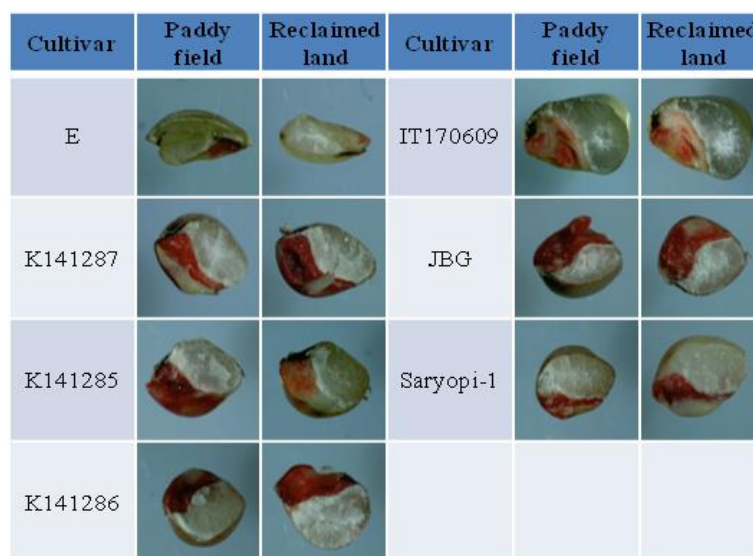 Cultivar
Paddy
field
Reclaimed
land
Cultivar
Paddy
field
Reclaimed
land
E
IT170609
K141287
JBG
K141285
Saryopi-1
K141286